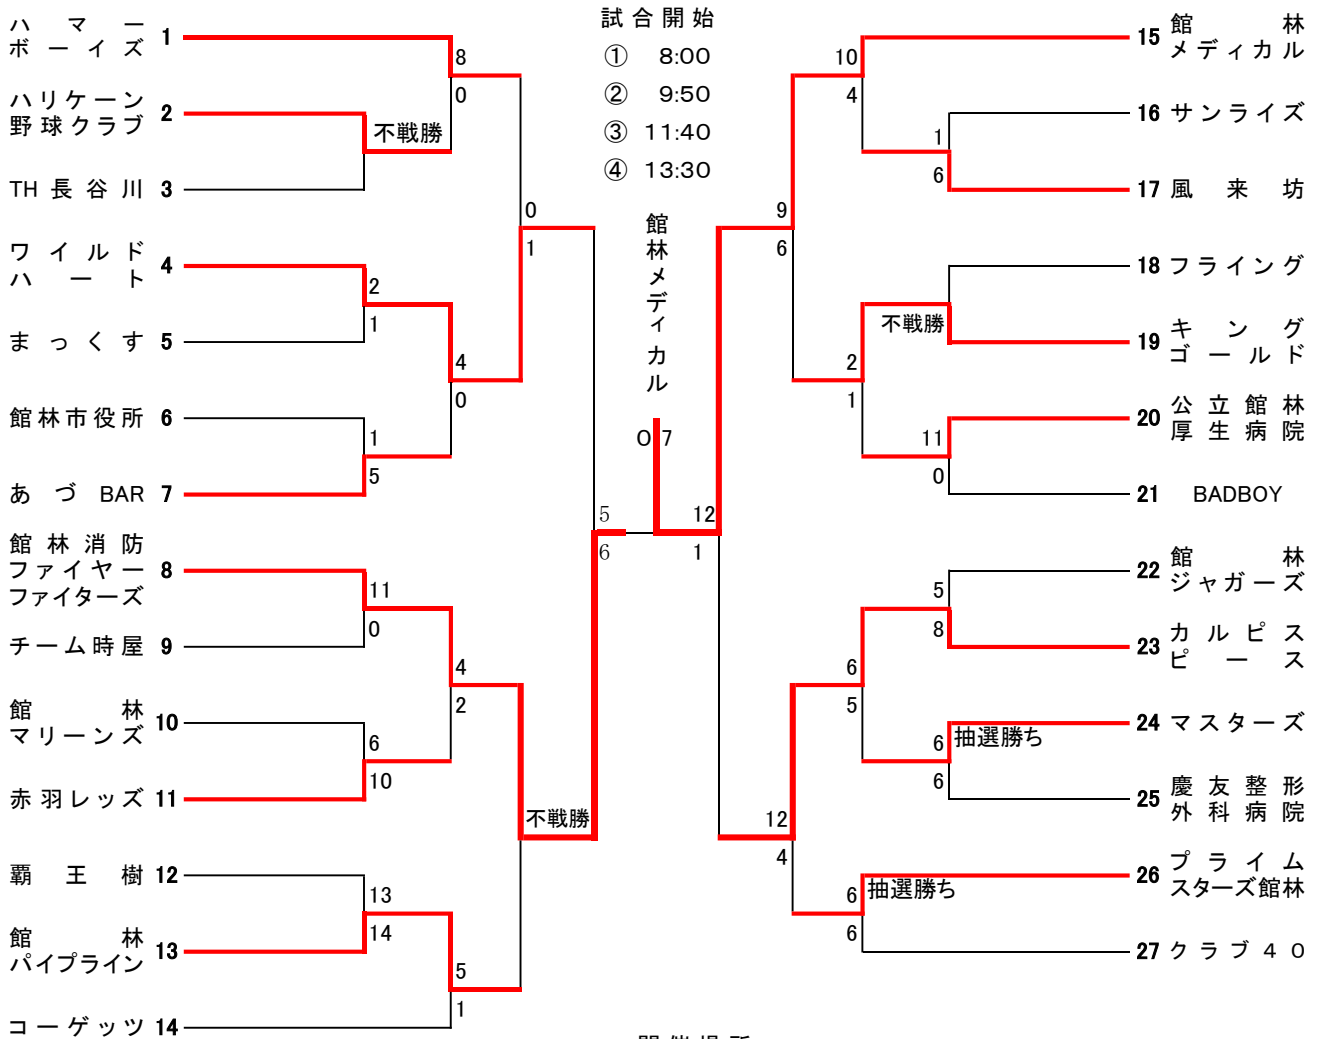 試合開始
① 8:00
② 9:50
③ 11:40
④ 13:30
館林メディカル
0 7
ハマー
ボーイズ 1
ハリケーン
野球クラブ 2
TH 長谷川 3
ワイルド
ハート 4
まっくす 5
館林市役所 6
あづ BAR 7
館林消防
ファイヤー 8
ファイターズ
チーム時屋 9
館林
マリーンズ 10
赤羽レッズ 11
覇王樹 12
館林
パイプライン 13
コーゲッツ 14
8
0
不戦勝
0
1
2
1
4
0
1
5
5
6
11
0
4
2
6
10
不戦勝
13
14
5
1
10
4
1
6
9
6
不戦勝
2
1
11
0
12
1
5
8
6
5
6 抽選勝ち
6
12
4
6 抽選勝ち
6
15 館林
メディカル
16 サンライズ
17 風来坊
18 フライング
19 キング
ゴールド
20 公立館林
厚生病院
21 BADBOY
22 館林
ジャガーズ
23 カルピス
ピース
24 マスターズ
25 慶友整形
外科病院
26 プライム
スターズ館林
27 クラブ40